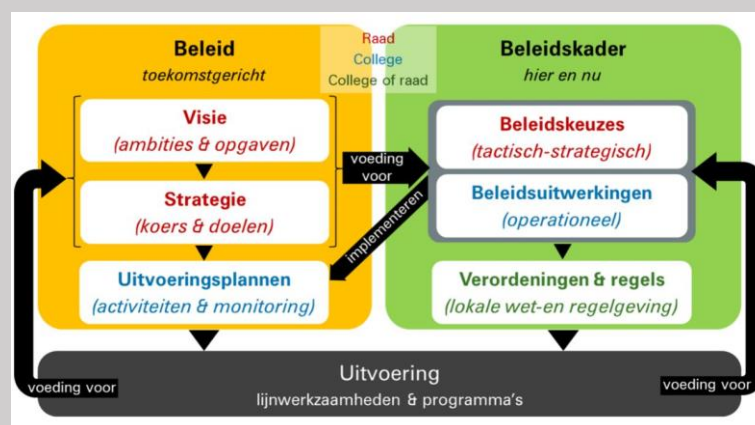 Beleid
toekomstgericht
Raad
College
College of raad
Beleidskader
hier en nu
Visie
(ambities & opgaven)
Strategie
(koers & doelen)
Uitvoeringsplannen
(activiteiten & monitoring)
voeding
voor
implementeren
Beleidskeuzes
(tactisch-strategisch)
Beleidsuitwerkingen
(operationeel)
Verordeningen & regels
(lokale wet-en regelgeving)
Uitvoering
lijnwerkzaamheden & programma's
voeding voor
voeding voor